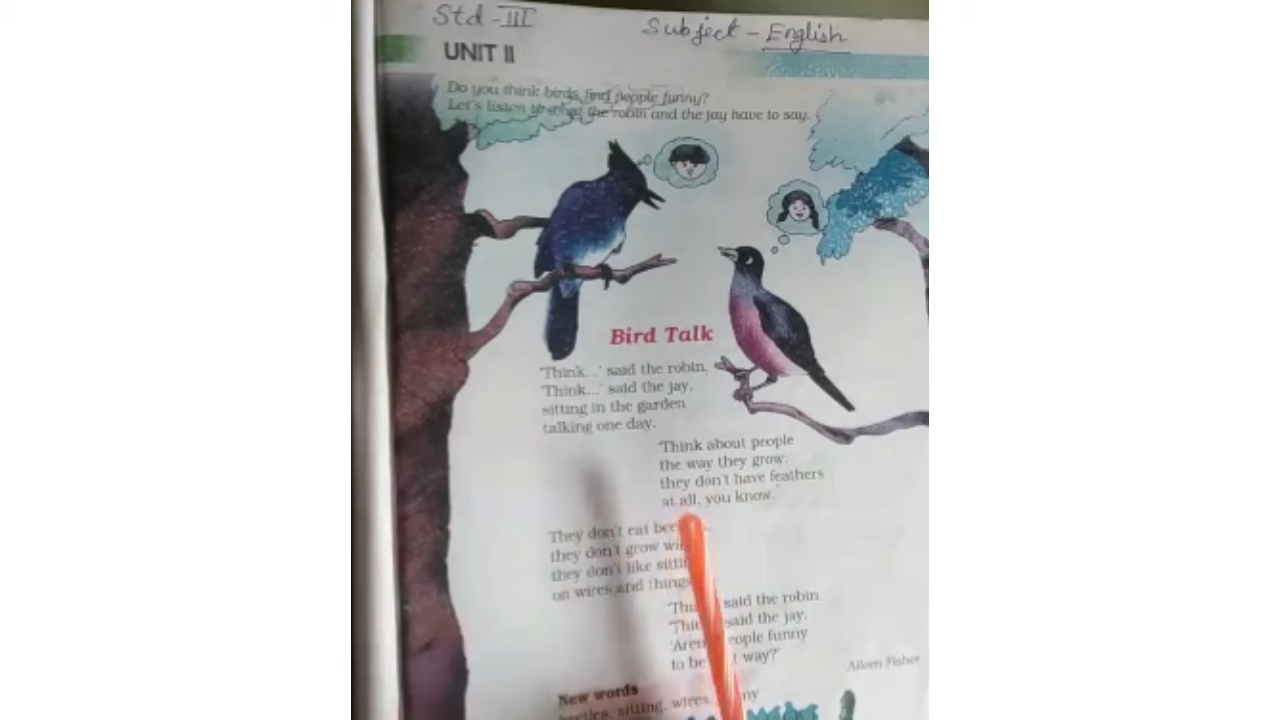 Std - III
Subject - English
UNIT II
Do you think birds find people funny?
Let's listen to what the robin and the jay have to say.
Bird Talk
'Think...' said the robin,
'Think...' said the jay,
sitting in the garden
talking one day.
'Think about people
the way they grow:
they don't have feathers
at all, you know.'
They don't eat
they don't grow
they don't like
on wires and things
said the robin.
said the jay,
funny
to be way?'
Aileen Fisher
New words
beetles, sitting, wires,